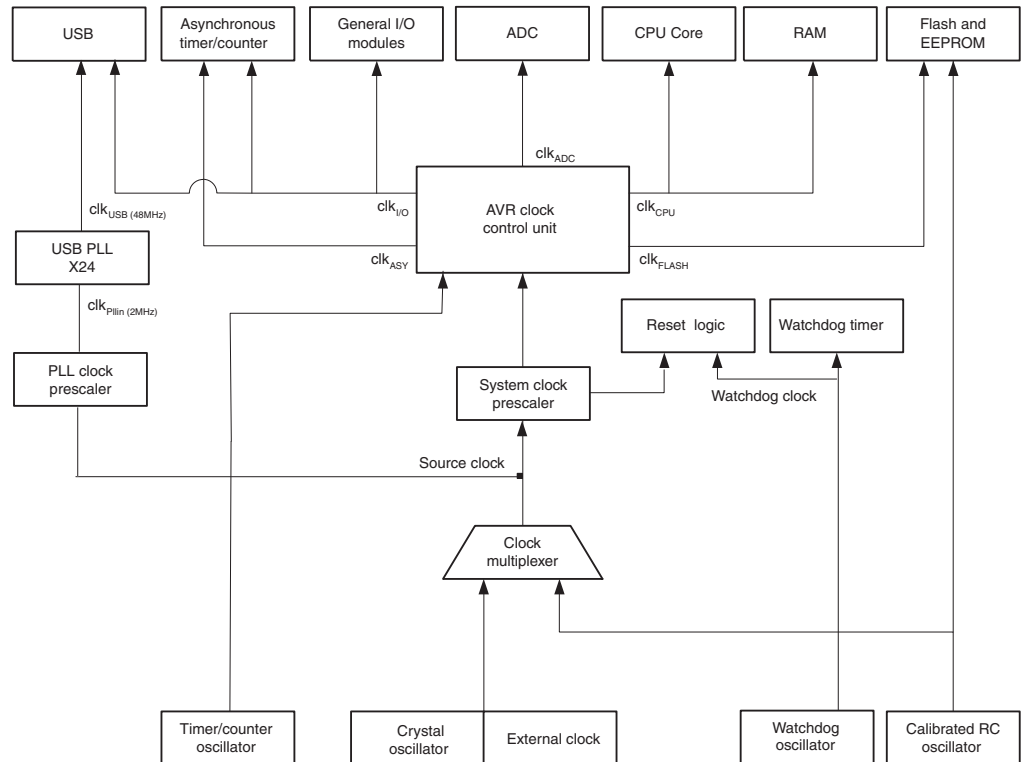 USB
Asynchronous
timer/counter
General I/O
modules
ADC
CPU Core
RAM
Flash and
EEPROM
clkADC
clkI/O
clkCPU
AVR clock
control unit
clkUSB (48MHz)
USB PLL
X24
clkASY
clkFLASH
clkPllin (2MHz)
Reset logic
Watchdog timer
PLL clock
prescaler
System clock
prescaler
Watchdog clock
Source clock
Clock
multiplexer
Timer/counter
oscillator
Crystal
oscillator
External clock
Watchdog
oscillator
Calibrated RC
oscillator